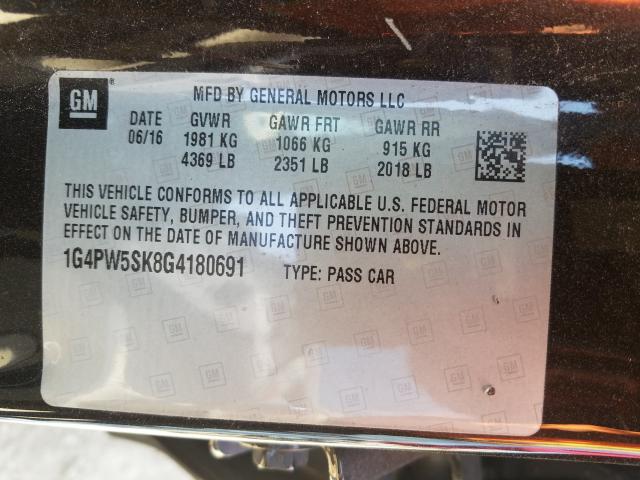 GM ® MFD BY GENERAL MOTORS LLC
DATE GVWR GAWR FRT GAWR RR
06/16 1981 KG 1066 KG 915 KG
4369 LB 2351 LB 2018 LB
THIS VEHICLE CONFORMS TO ALL APPLICABLE U.S. FEDERAL MOTOR
VEHICLE SAFETY, BUMPER, AND THEFT PREVENTION STANDARDS IN
EFFECT ON THE DATE OF MANUFACTURE SHOWN ABOVE.
1G4PW5SK8G4180691 TYPE: PASS CAR